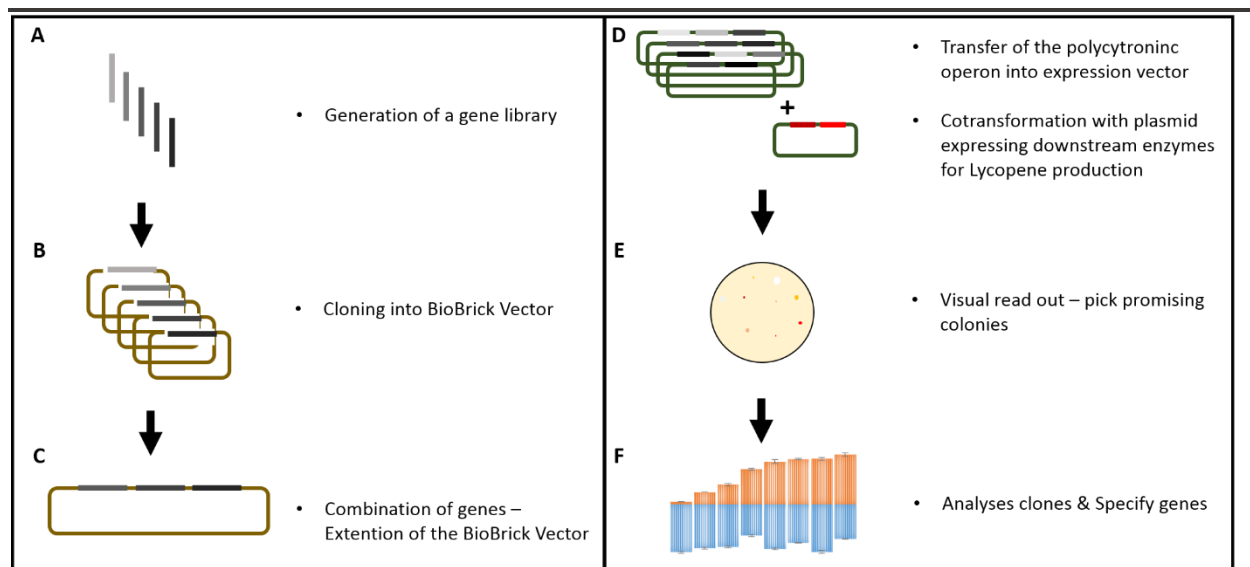 A
• Generation of a gene library
B
• Cloning into BioBrick Vector
C
• Combination of genes –
Extention of the BioBrick Vector
D
• Transfer of the polycytroninc
operon into expression vector
+
• Cotransformation with plasmid
expressing downstream enzymes
for Lycopene production
E
• Visual read out – pick promising
colonies
F
• Analyses clones & Specify genes